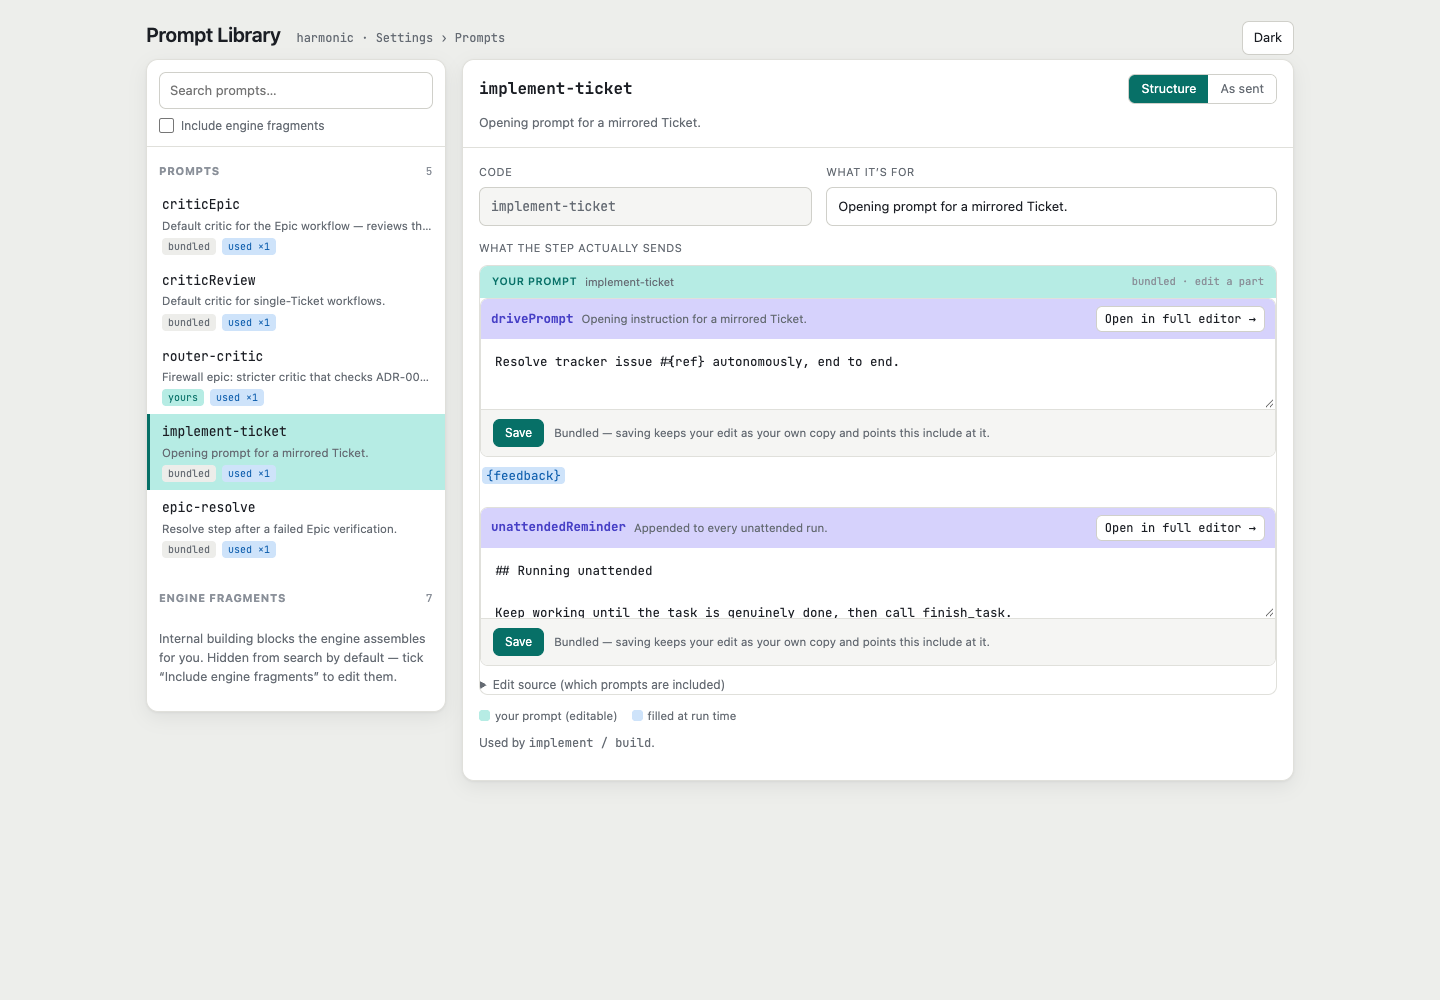 Prompt Library
harmonic · Settings › Prompts
Dark
Search prompts...
Include engine fragments
PROMPTS 5
criticEpic
Default critic for the Epic workflow — reviews th...
bundled used ×1
criticReview
Default critic for single-Ticket workflows.
bundled used ×1
router-critic
Firewall epic: stricter critic that checks ADR-00...
yours used ×1
implement-ticket
Opening prompt for a mirrored Ticket.
bundled used ×1
epic-resolve
Resolve step after a failed Epic verification.
bundled used ×1
ENGINE FRAGMENTS 7
Internal building blocks the engine assembles
for you. Hidden from search by default — tick
“Include engine fragments” to edit them.
implement-ticket
Structure As sent
Opening prompt for a mirrored Ticket.
CODE WHAT IT’S FOR
implement-ticket Opening prompt for a mirrored Ticket.
WHAT THE STEP ACTUALLY SENDS
YOUR PROMPT implement-ticket bundled · edit a part
drivePrompt Opening instruction for a mirrored Ticket. Open in full editor →
Resolve tracker issue #{ref} autonomously, end to end.
Save Bundled — saving keeps your edit as your own copy and points this include at it.
{feedback}
unattendedReminder Appended to every unattended run. Open in full editor →
## Running unattended
Keep working until the task is genuinely done, then call finish_task.
Save Bundled — saving keeps your edit as your own copy and points this include at it.
Edit source (which prompts are included)
your prompt (editable) filled at run time
Used by implement / build.